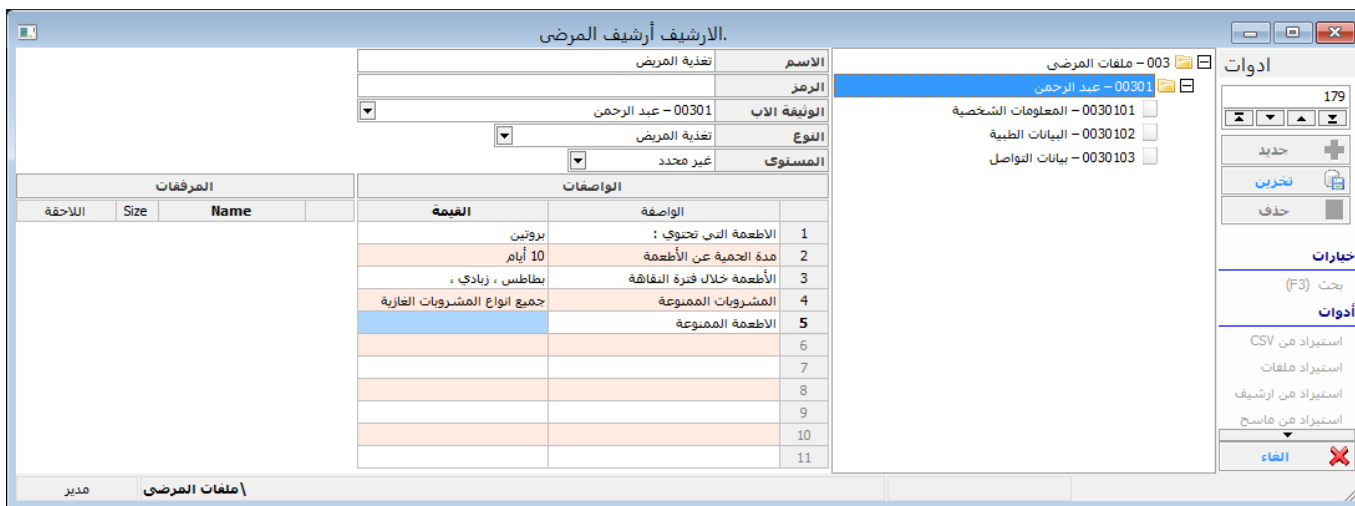 الارشيف أرشيف المرضى.
ادوات
179
جديد
تخزين
حذف
خيارات
بحث (F3)
أدوات
استيراد من CSV
استيراد ملفات
استيراد من ارشيف
استيراد من ماسح
الغاء
003 – ملفات المرضى
00301 – عبد الرحمن
0030101 – المعلومات الشخصية
0030102 – البيانات الطبية
0030103 – بيانات التواصل
الاسم تغذية المريض
الرمز
الوثيقة الاب 00301 – عبد الرحمن
النوع تغذية المريض
المستوى غير محدد
الواصفات
الواصفة القيمة
1 الاطعمة التي تحتوي : بروتين
2 مدة الحمية عن الأطعمة 10 أيام
3 الأطعمة خلال فترة النقاهة بطاطس ، زبادي ،
4 المشروبات الممنوعة جميع انواع المشروبات الغازية
5 الاطعمة الممنوعة
6
7
8
9
10
11
المرفقات
Name Size اللاحقة
\ملفات المرضى
مدير